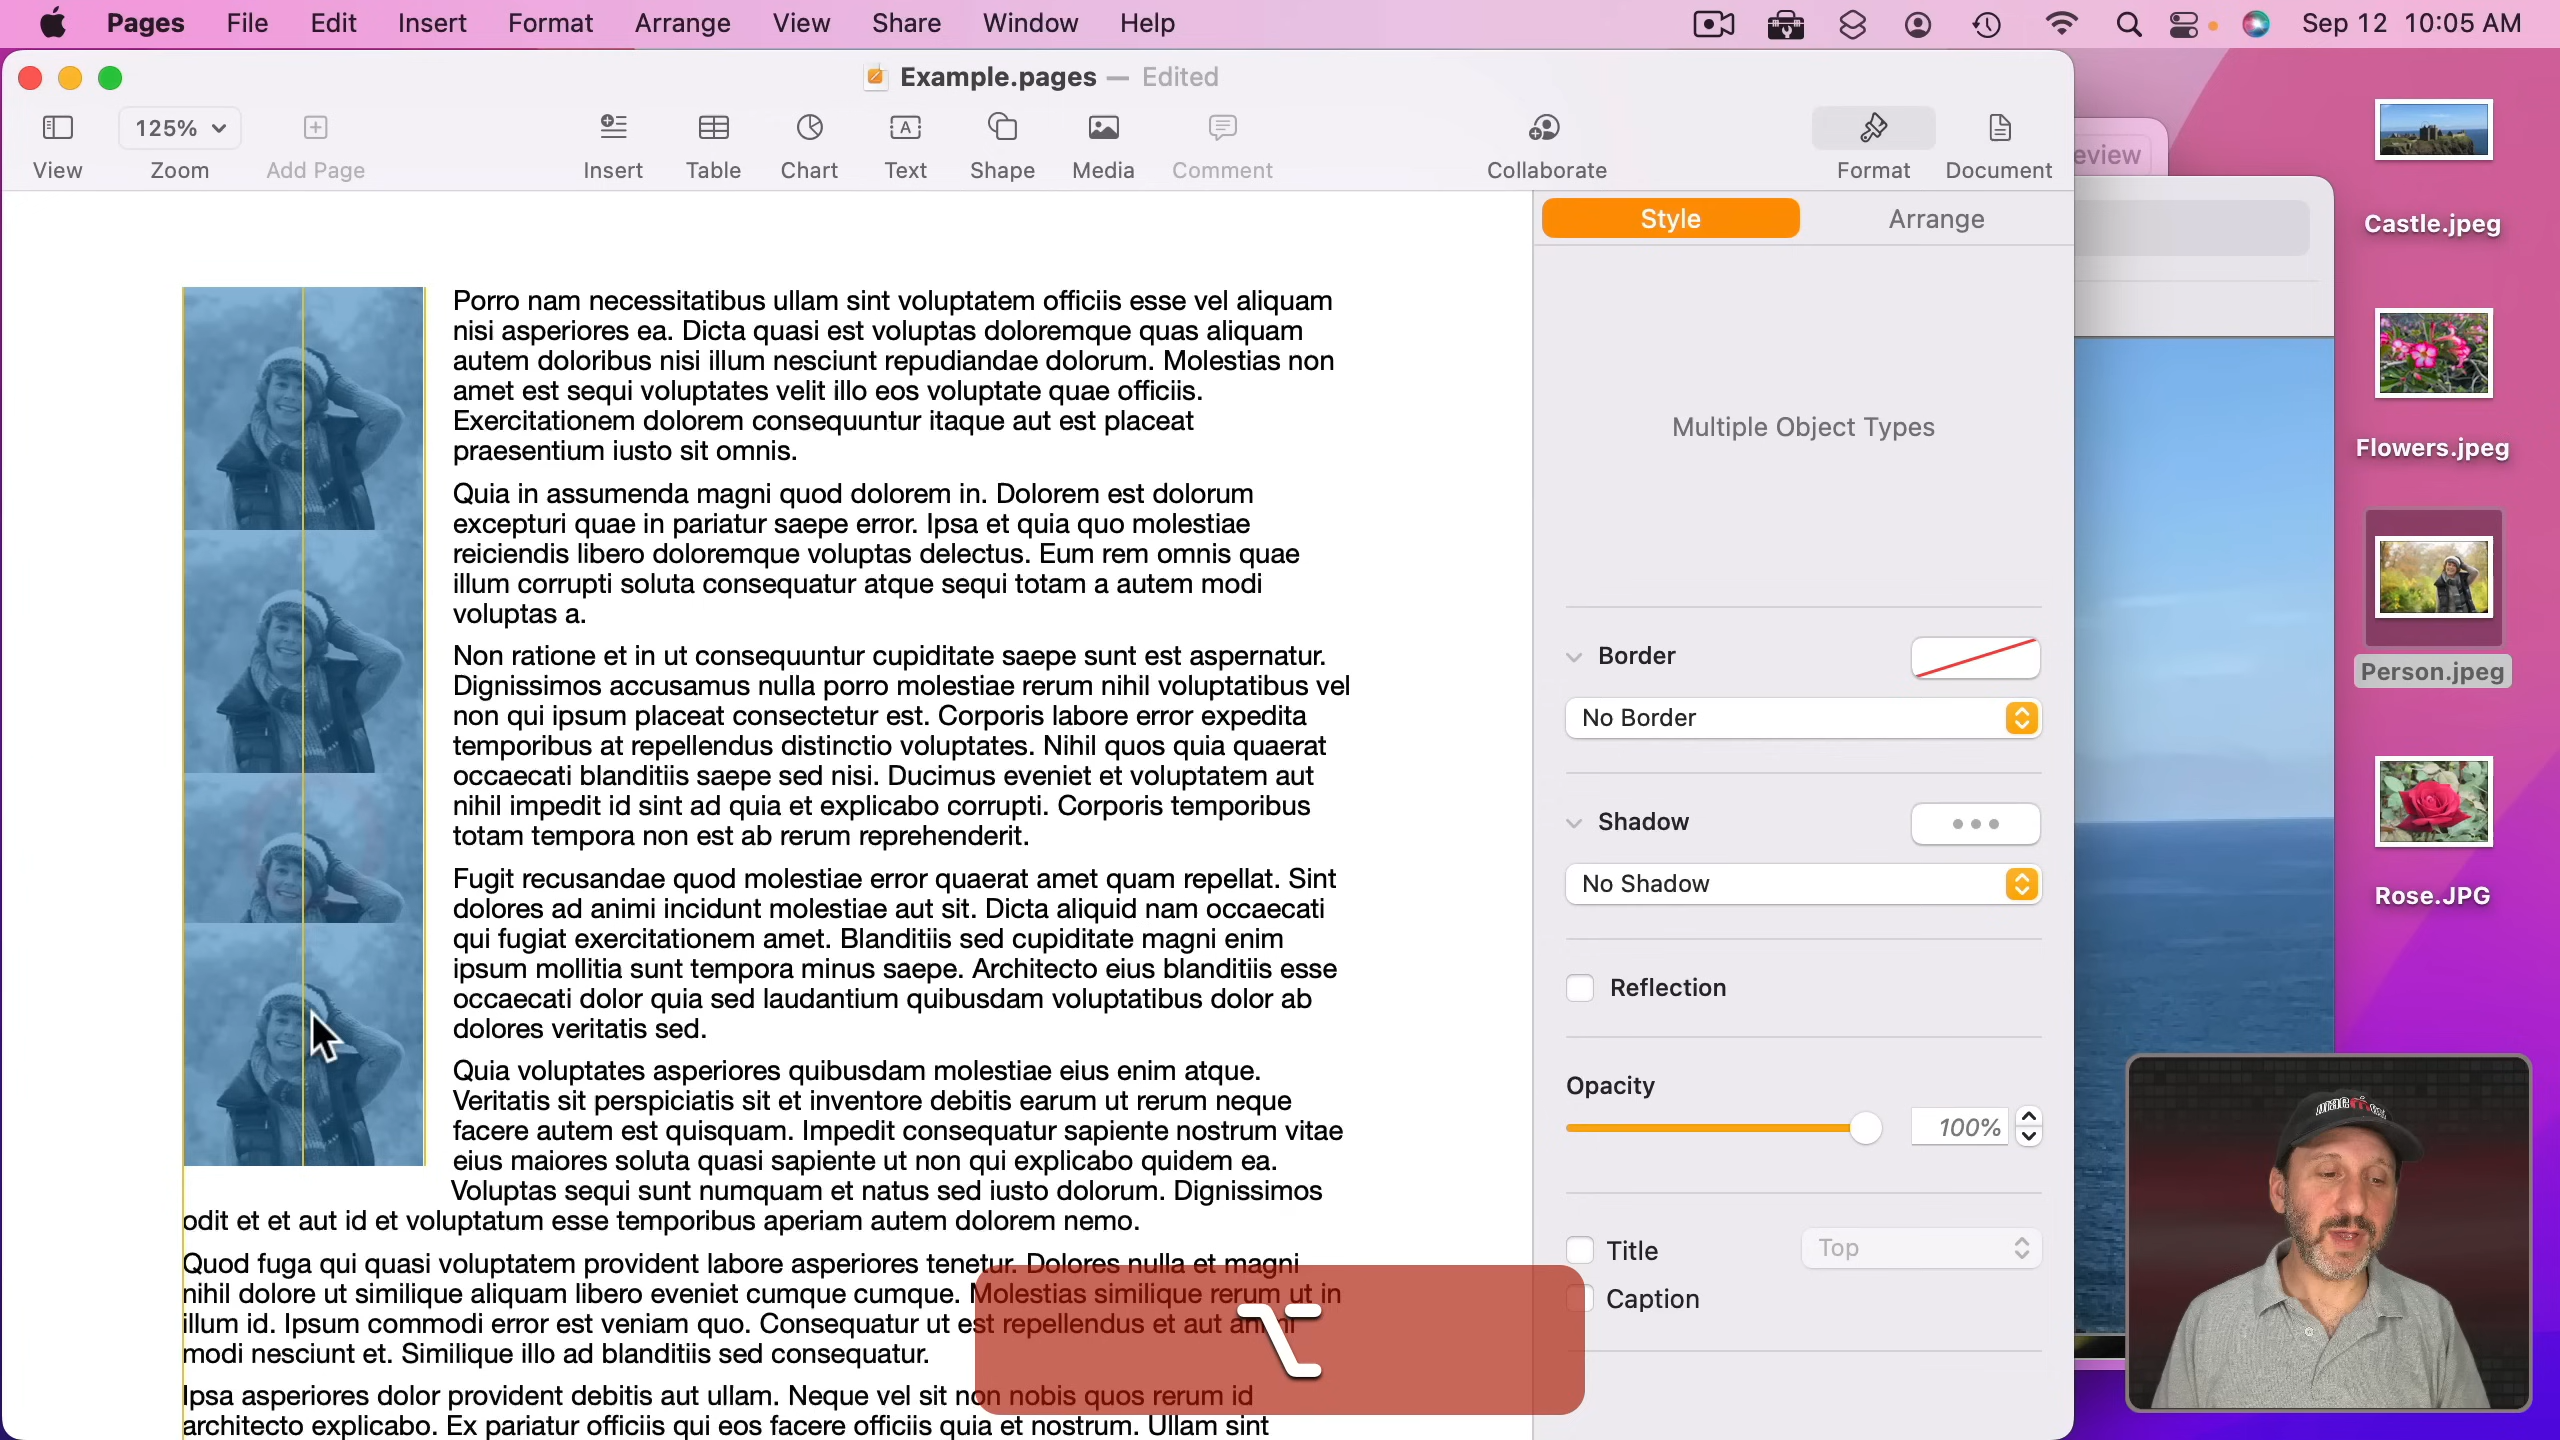 Pages File Edit Insert Format Arrange View Share Window Help Sep 12 10:05 AM
Example.pages — Edited
125%
View Zoom Add Page Insert Table Chart Text Shape Media Comment Collaborate Format Document
eview
Style Arrange
Castle.jpeg
Flowers.jpeg
Person.jpeg
Rose.JPG
Porro nam necessitatibus ullam sint voluptatem officiis esse vel aliquam
nisi asperiores ea. Dicta quasi est voluptas doloremque quas aliquam
autem doloribus nisi illum nesciunt repudiandae dolorum. Molestias non
amet est sequi voluptates velit illo eos voluptate quae officiis.
Exercitationem dolorem consequuntur itaque aut est placeat
praesentium iusto sit omnis.
Quia in assumenda magni quod dolorem in. Dolorem est dolorum
excepturi quae in pariatur saepe error. Ipsa et quia quo molestiae
reiciendis libero doloremque voluptas delectus. Eum rem omnis quae
illum corrupti soluta consequatur atque sequi totam a autem modi
voluptas a.
Non ratione et in ut consequuntur cupiditate saepe sunt est aspernatur.
Dignissimos accusamus nulla porro molestiae rerum nihil voluptatibus vel
non qui ipsum placeat consectetur est. Corporis labore error expedita
temporibus at repellendus distinctio voluptates. Nihil quos quia quaerat
occaecati blanditiis saepe sed nisi. Ducimus eveniet et voluptatem aut
nihil impedit id sint ad quia et explicabo corrupti. Corporis temporibus
totam tempora non est ab rerum reprehenderit.
Fugit recusandae quod molestiae error quaerat amet quam repellat. Sint
dolores ad animi incidunt molestiae aut sit. Dicta aliquid nam occaecati
qui fugiat exercitationem amet. Blanditiis sed cupiditate magni enim
ipsum mollitia sunt tempora minus saepe. Architecto eius blanditiis esse
occaecati dolor quia sed laudantium quibusdam voluptatibus dolor ab
dolores veritatis sed.
Quia voluptates asperiores quibusdam molestiae eius enim atque.
Veritatis sit perspiciatis sit et inventore debitis earum ut rerum neque
facere autem est quisquam. Impedit consequatur sapiente nostrum vitae
eius maiores soluta quasi sapiente ut non qui explicabo quidem ea.
Voluptas sequi sunt numquam et natus sed iusto dolorum. Dignissimos
odit et et aut id et voluptatum esse temporibus aperiam autem dolorem nemo.
Quod fuga qui quasi voluptatem provident labore asperiores tenetur. Dolores nulla et magni
nihil dolore ut similique aliquam libero eveniet cumque cumque. Molestias similique rerum ut in
illum id. Ipsum commodi error est veniam quo. Consequatur ut est repellendus et aut animi
modi nesciunt et. Similique illo ad blanditiis sed consequatur.
Ipsa asperiores dolor provident debitis aut ullam. Neque vel sit non nobis quos rerum id
architecto explicabo. Ex pariatur officiis qui eos facere officiis quia et nostrum. Ullam sint
Multiple Object Types
Border
No Border
Shadow
No Shadow
Reflection
Opacity
100%
Title Top
Caption